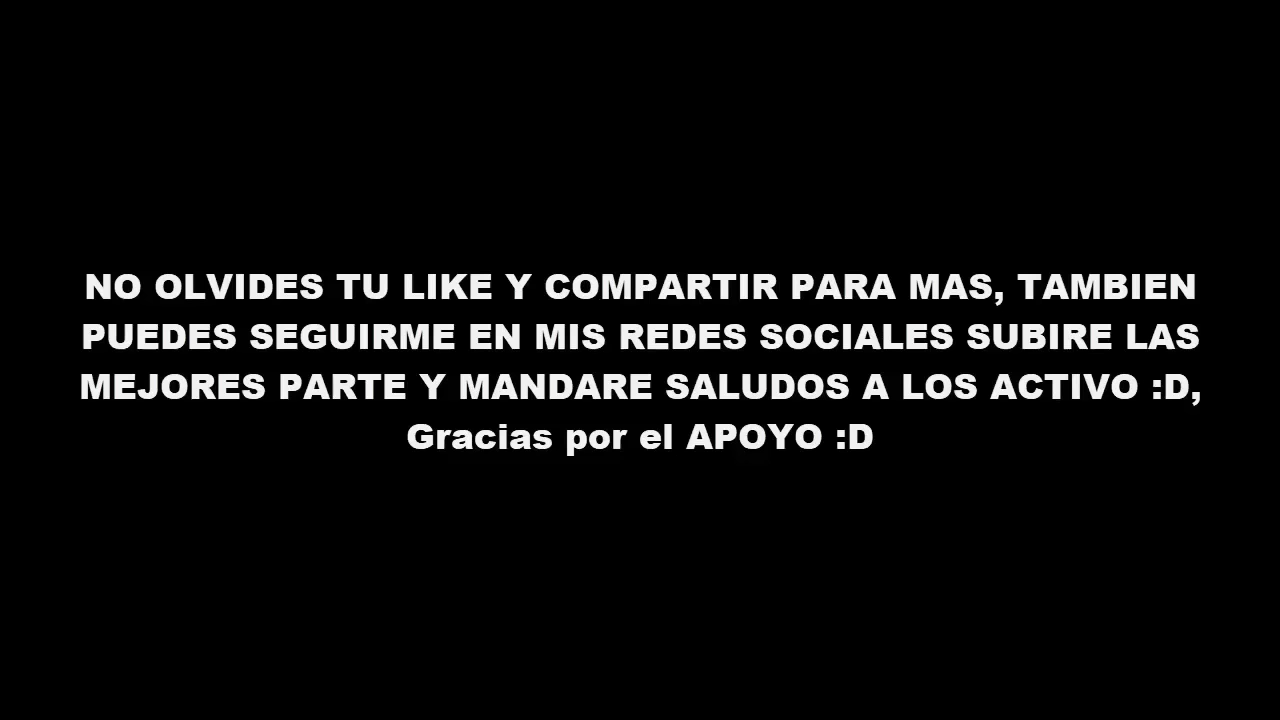 NO OLVIDES TU LIKE Y COMPARTIR PARA MAS, TAMBIEN
PUEDES SEGUIRME EN MIS REDES SOCIALES SUBIRE LAS
MEJORES PARTE Y MANDARE SALUDOS A LOS ACTIVO :D,
Gracias por el APOYO :D